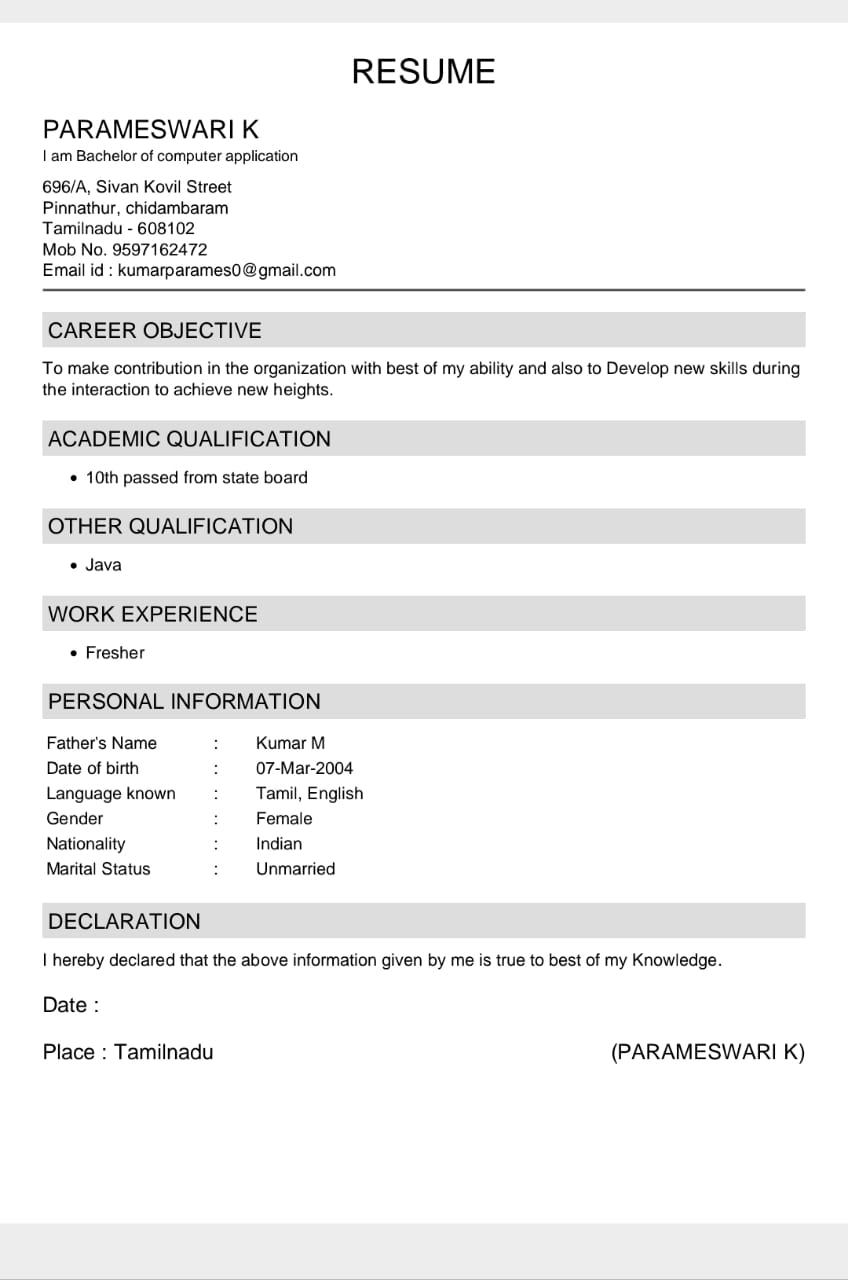 RESUME
PARAMESWARI K
I am Bachelor of computer application
696/A, Sivan Kovil Street
Pinnathur, chidambaram
Tamilnadu - 608102
Mob No. 9597162472
Email id : kumarparames0@gmail.com
CAREER OBJECTIVE
To make contribution in the organization with best of my ability and also to Develop new skills during
the interaction to achieve new heights.
ACADEMIC QUALIFICATION
• 10th passed from state board
OTHER QUALIFICATION
• Java
WORK EXPERIENCE
• Fresher
PERSONAL INFORMATION
Father's Name : Kumar M
Date of birth : 07-Mar-2004
Language known : Tamil, English
Gender : Female
Nationality : Indian
Marital Status : Unmarried
DECLARATION
I hereby declared that the above information given by me is true to best of my Knowledge.
Date :
Place : Tamilnadu (PARAMESWARI K)